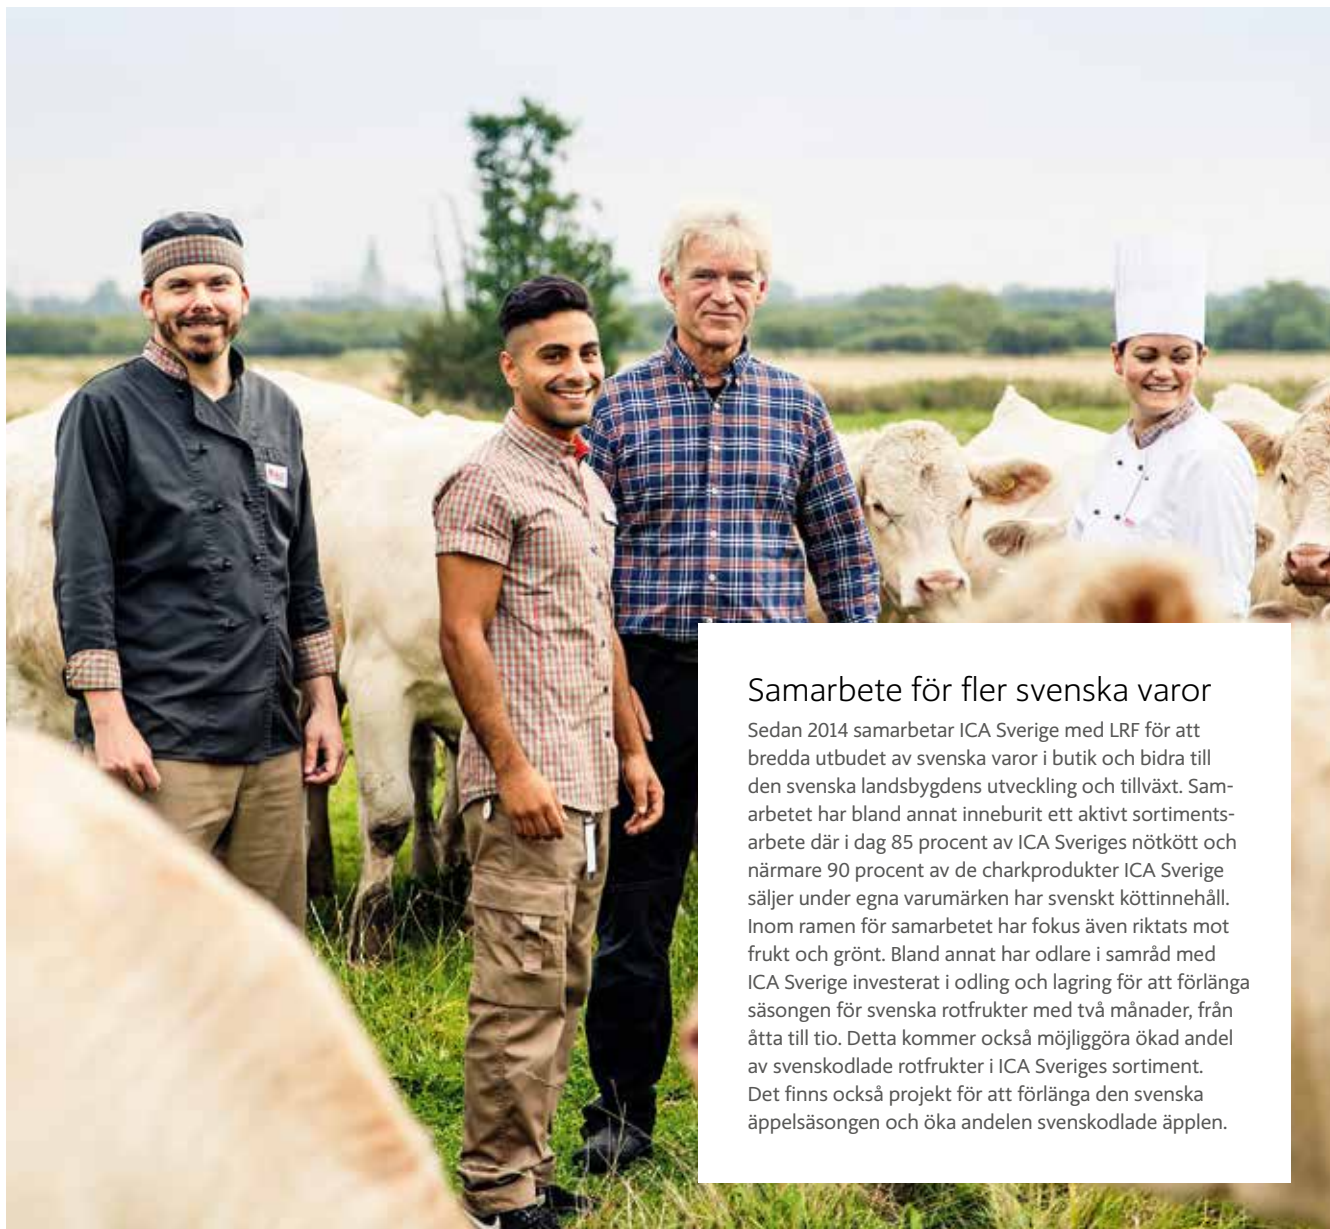 Samarbete för fler svenska varor
Sedan 2014 samarbetar ICA Sverige med LRF för att
bredda utbudet av svenska varor i butik och bidra till
den svenska landsbygdens utveckling och tillväxt. Sam-
arbetet har bland annat inneburit ett aktivt sortiments-
arbete där i dag 85 procent av ICA Sveriges nötkött och
närmare 90 procent av de charkprodukter ICA Sverige
säljer under egna varumärken har svenskt köttinnehåll.
Inom ramen för samarbetet har fokus även riktats mot
frukt och grönt. Bland annat har odlare i samråd med
ICA Sverige investerat i odling och lagring för att förlänga
säsongen för svenska rotfrukter med två månader, från
åtta till tio. Detta kommer också möjliggöra ökad andel
av svenskodlade rotfrukter i ICA Sveriges sortiment.
Det finns också projekt för att förlänga den svenska
äppelsäsongen och öka andelen svenskodlade äpplen.